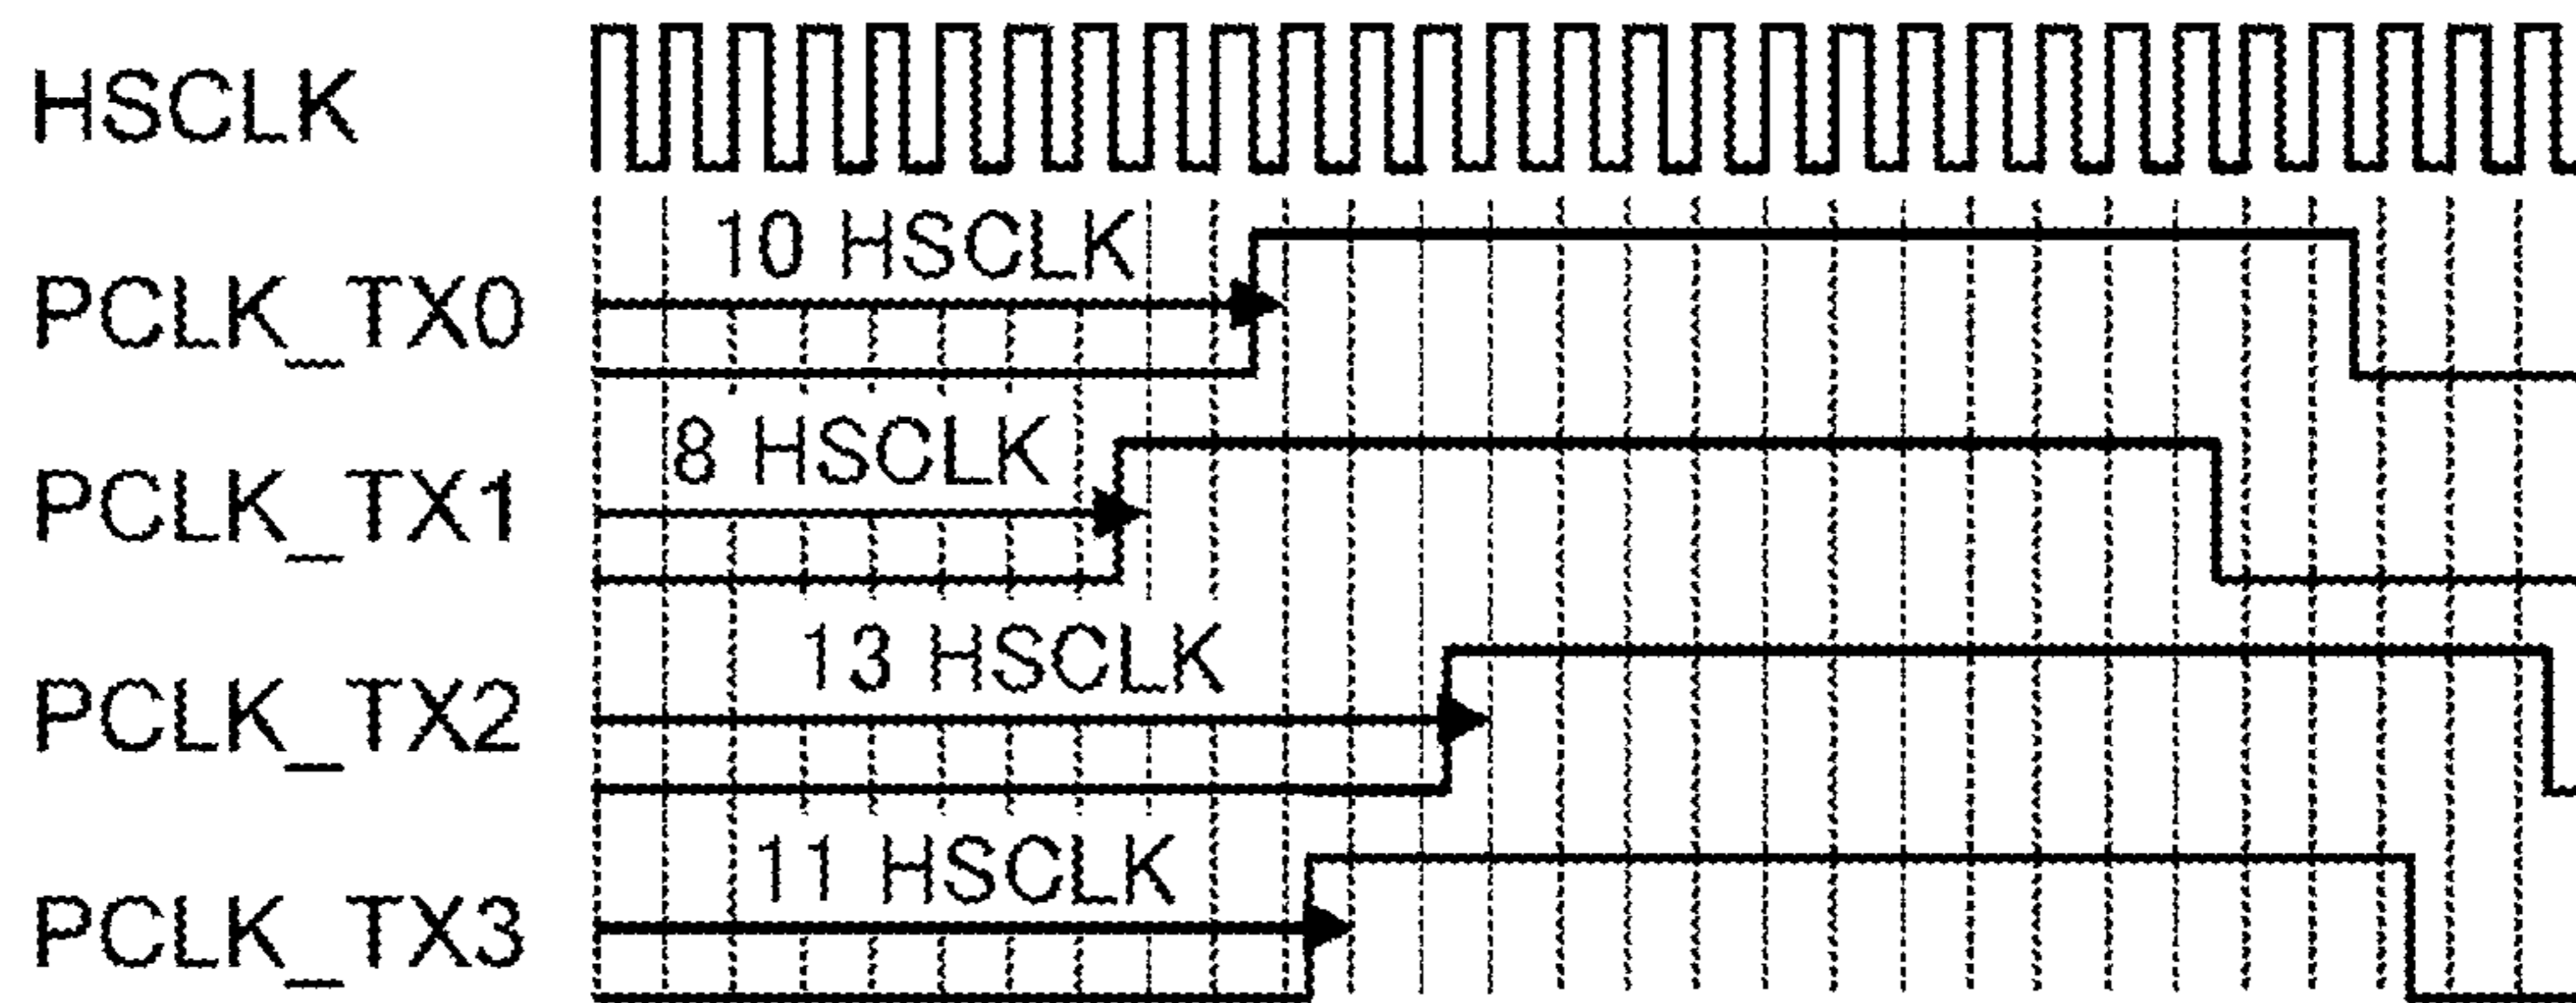 HSCLK
10 HSCLK
PCLK_TX0
8 HSCLK
PCLK_TX1
13 HSCLK
PCLK_TX2
11 HSCLK
PCLK_TX3